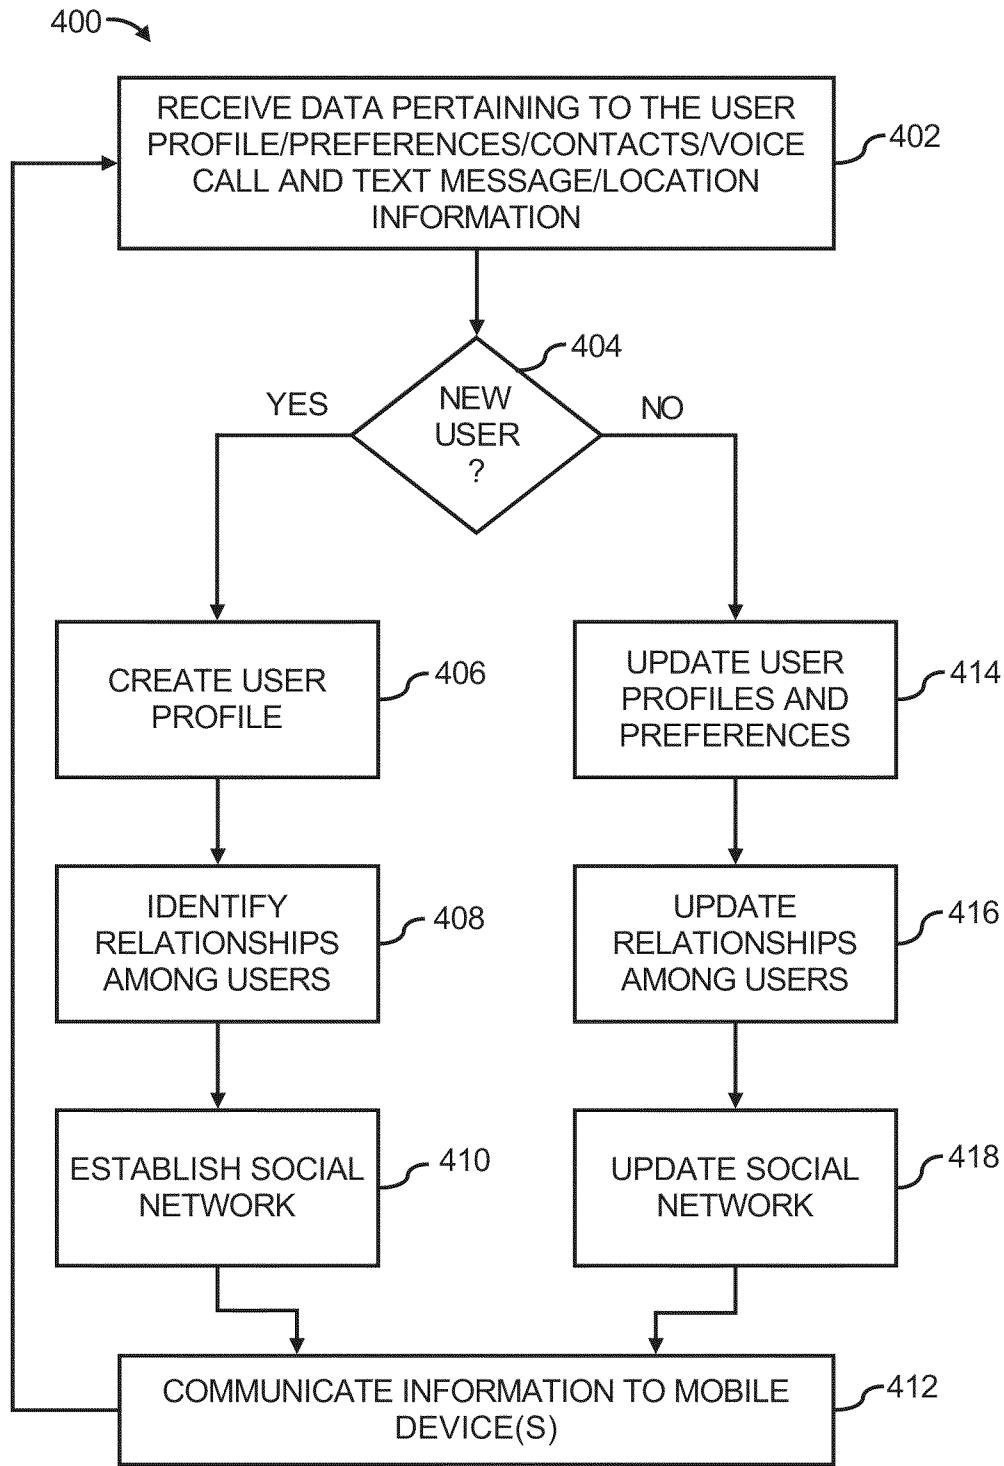 400
RECEIVE DATA PERTAINING TO THE USER
PROFILE/PREFERENCES/CONTACTS/VOICE
CALL AND TEXT MESSAGE/LOCATION
INFORMATION
402
404
NEW
USER
?
YES
NO
CREATE USER
PROFILE
406
UPDATE USER
PROFILES AND
PREFERENCES
414
IDENTIFY
RELATIONSHIPS
AMONG USERS
408
UPDATE
RELATIONSHIPS
AMONG USERS
416
ESTABLISH SOCIAL
NETWORK
410
UPDATE SOCIAL
NETWORK
418
COMMUNICATE INFORMATION TO MOBILE
DEVICE(S)
412